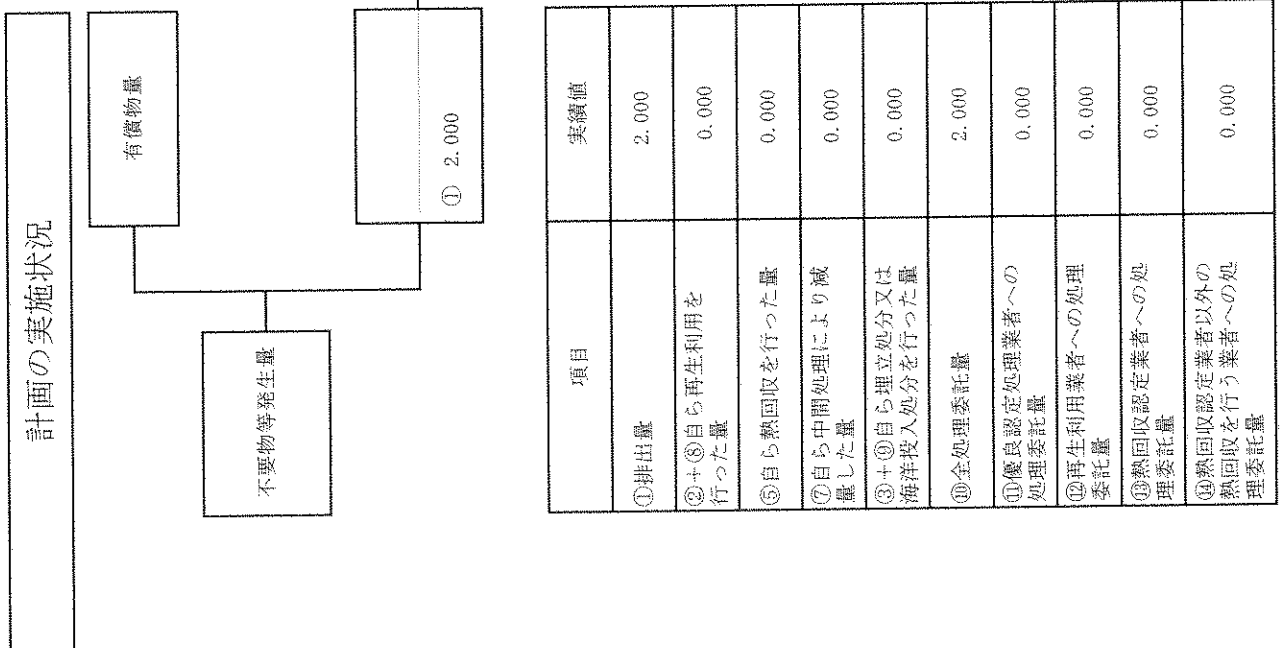 計画の実施状況
有償物量
不要物等発生量
① 2.000
項目 実績値
①排出量 2.000
②+⑧自ら再生利用を
行った量 0.000
⑤自ら熱回収を行った量 0.000
⑦自ら中間処理により減
量した量 0.000
③+⑨自ら埋立処分又は
海洋投入処分を行った量 0.000
⑩全処理委託量 2.000
⑪優良認定処理業者への
処理委託量 0.000
⑫再生利用業者への処理
委託量 0.000
⑬熱回収認定業者への処
理委託量 0.000
⑭熱回収認定業者以外の
熱回収を行う業者への処
理委託量 0.000